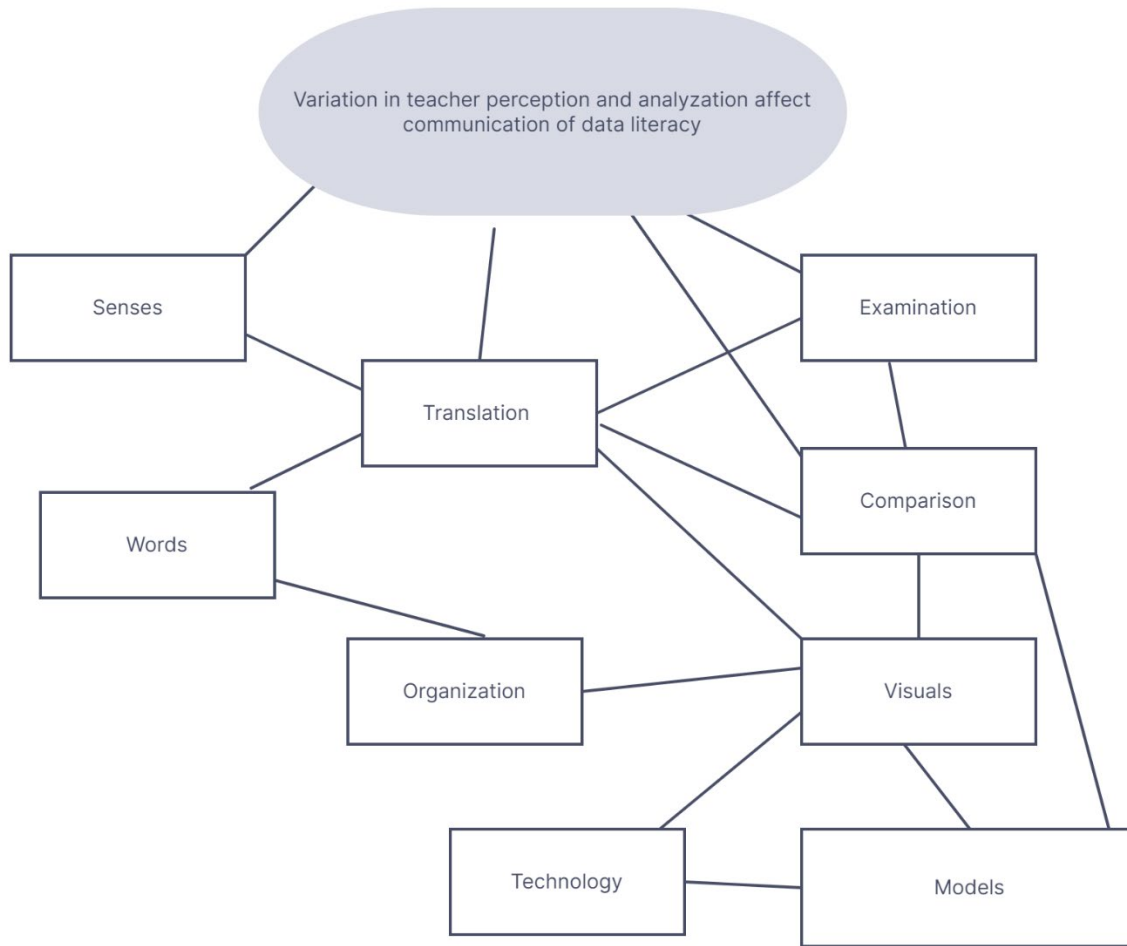 Variation in teacher perception and analyzation affect
communication of data literacy
Senses
Examination
Translation
Comparison
Words
Organization
Visuals
Technology
Models